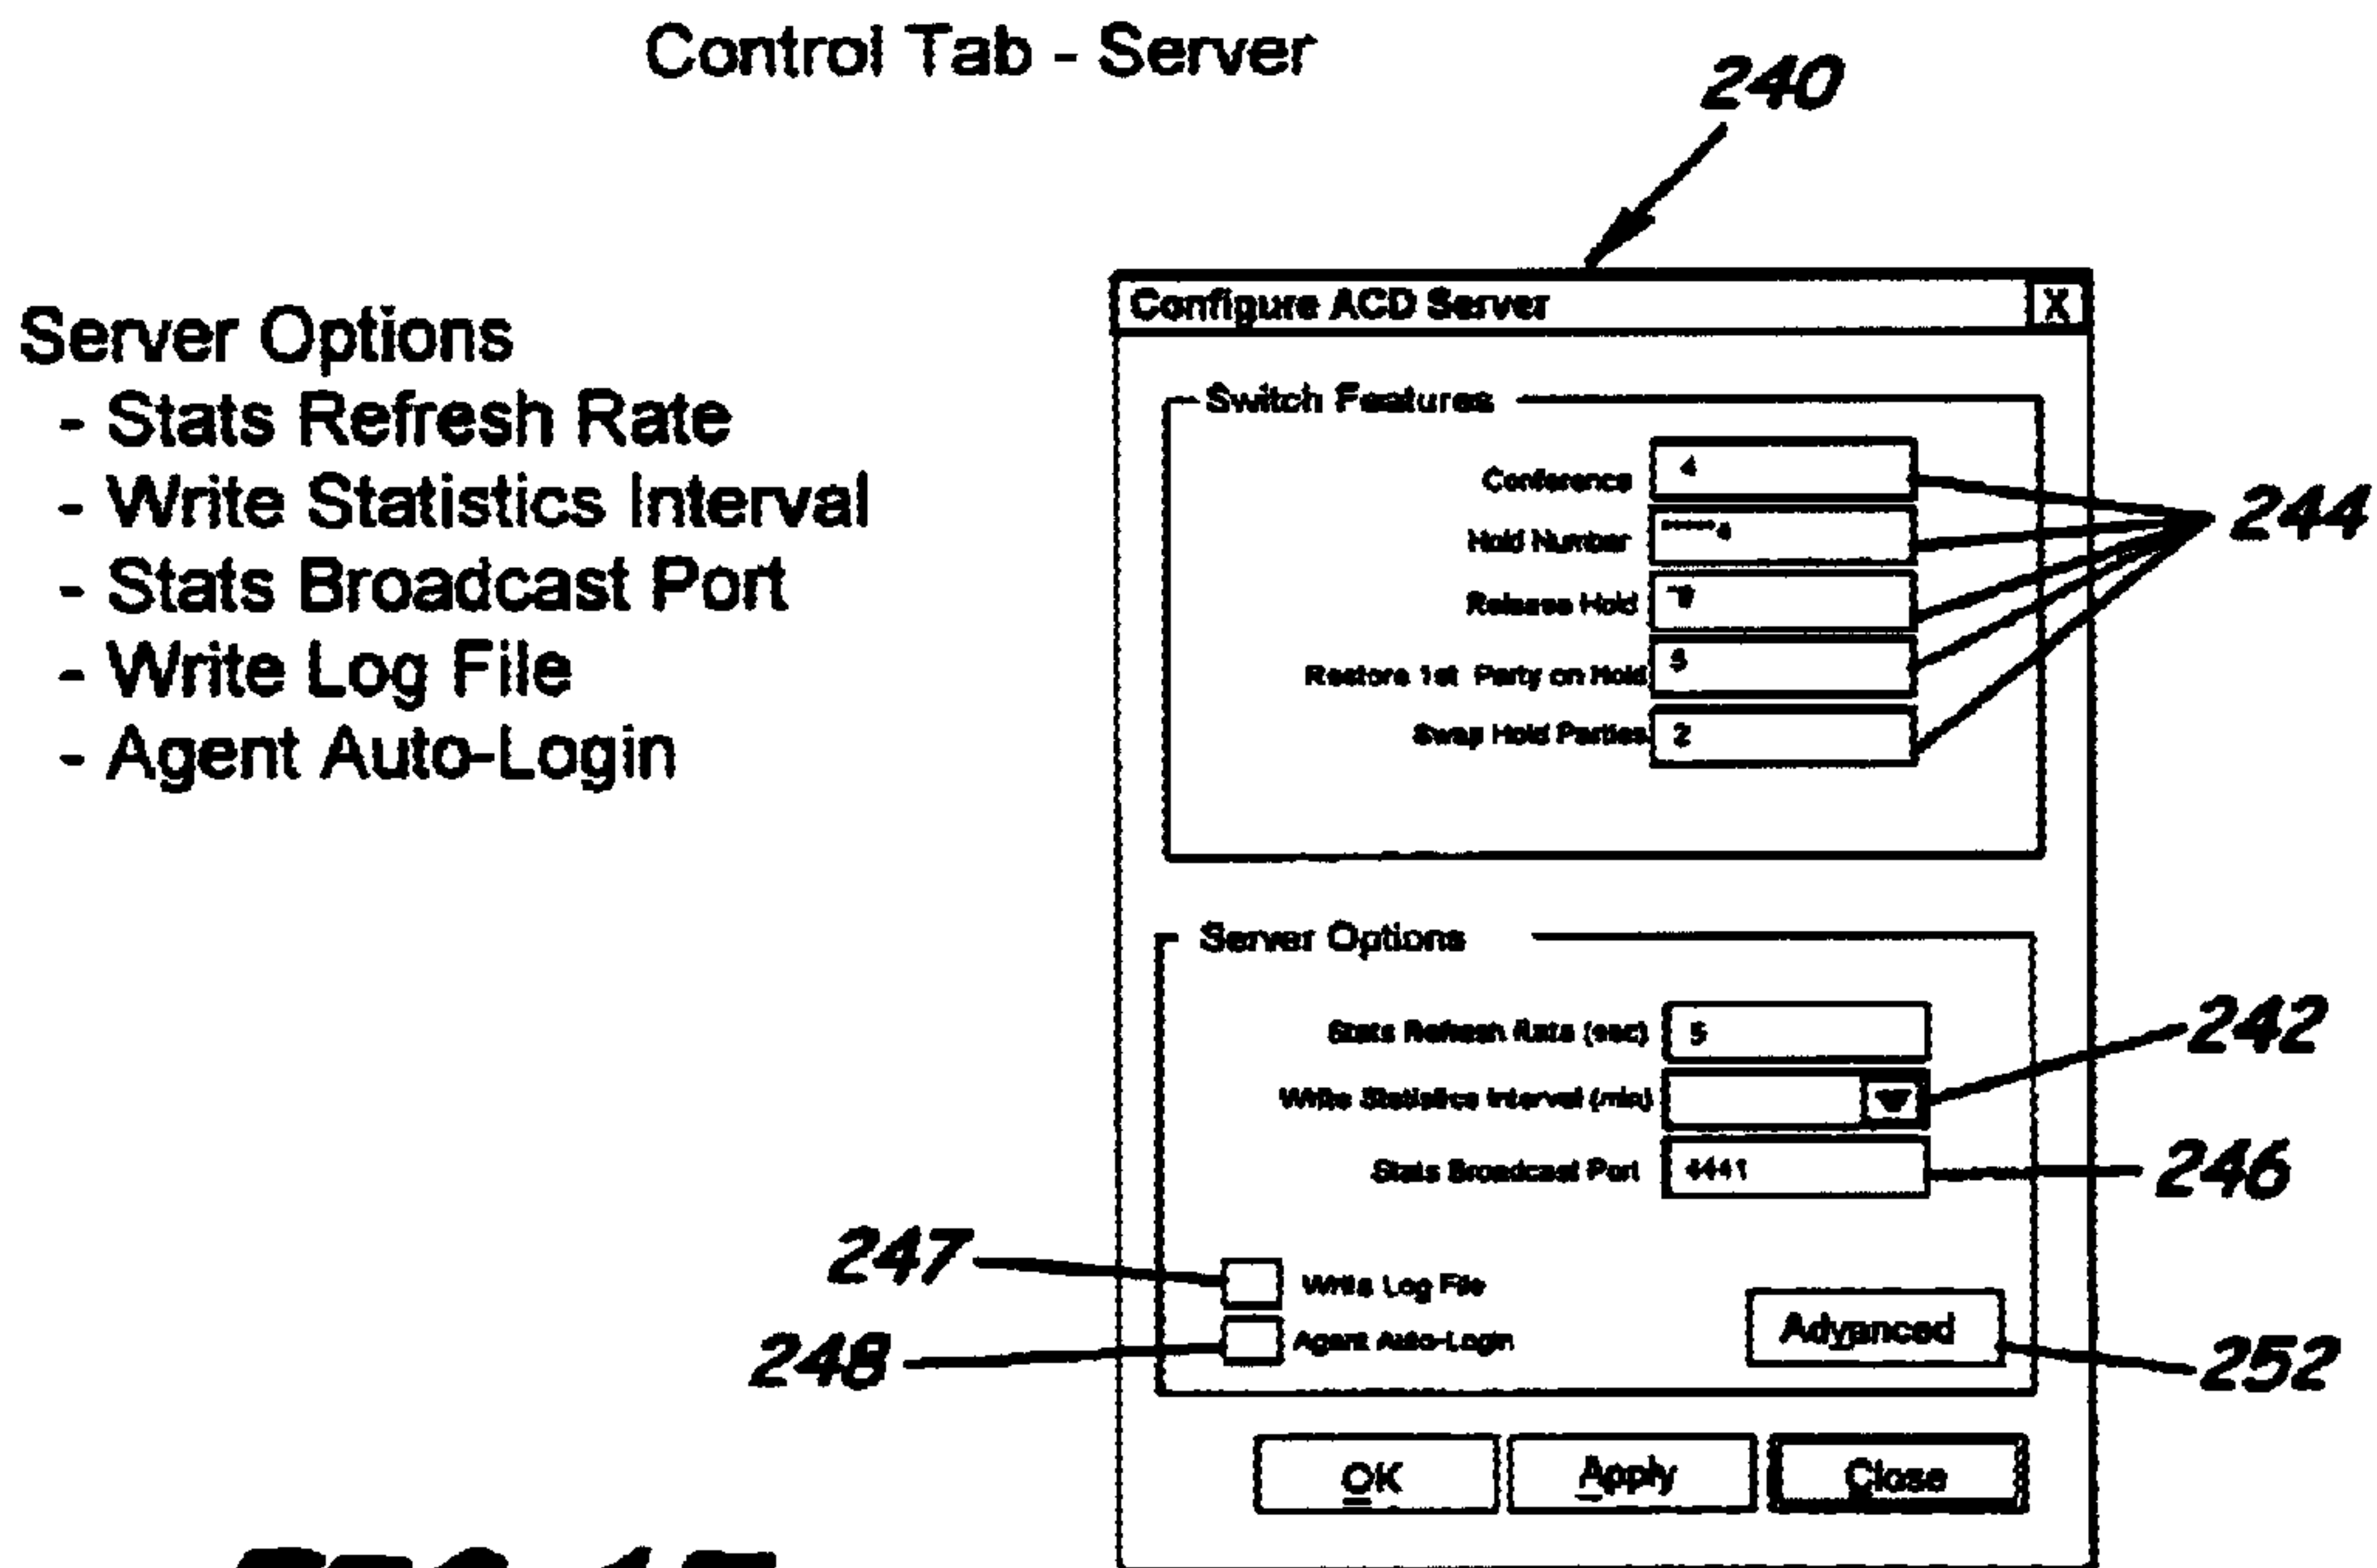 Control Tab - Server
240
Server Options
- Stats Refresh Rate
- Write Statistics Interval
- Stats Broadcast Port
- Write Log File
- Agent Auto-Login
Configure ACD Server X
Switch Features
Conference 4
Hold Number
Release Hold
Restore 1st Party on Hold
Swap Hold Parties 2
244
Server Options
Stats Refresh Rate (sec) 5
242
Write Statistics Interval (min)
Stats Broadcast Port 4441
246
247
Write Log File
248
Agent Auto-Login
Advanced
252
OK Apply Close